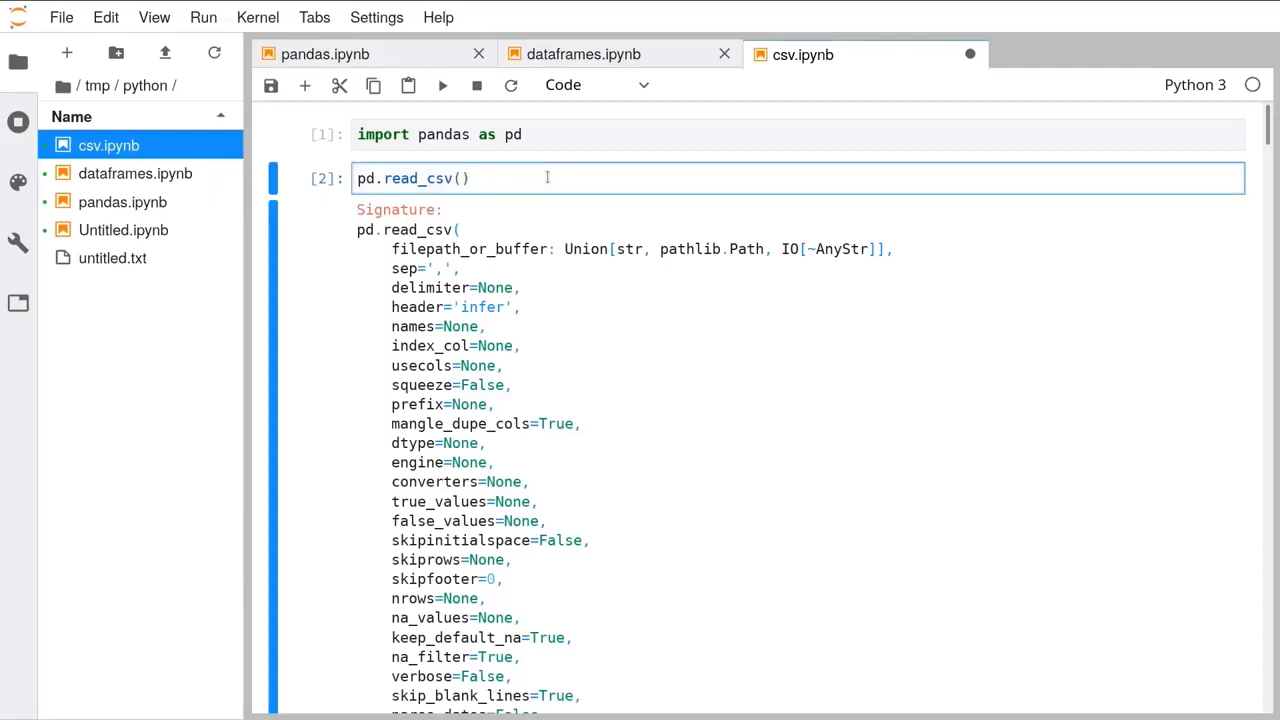 File Edit View Run Kernel Tabs Settings Help
/ tmp / python /
Name
csv.ipynb
dataframes.ipynb
pandas.ipynb
Untitled.ipynb
untitled.txt
pandas.ipynb dataframes.ipynb csv.ipynb
Code Python 3
[1]: import pandas as pd
[2]: pd.read_csv()
Signature:
pd.read_csv(
filepath_or_buffer: Union[str, pathlib.Path, IO[~AnyStr]],
sep=',',
delimiter=None,
header='infer',
names=None,
index_col=None,
usecols=None,
squeeze=False,
prefix=None,
mangle_dupe_cols=True,
dtype=None,
engine=None,
converters=None,
true_values=None,
false_values=None,
skipinitialspace=False,
skiprows=None,
skipfooter=0,
nrows=None,
na_values=None,
keep_default_na=True,
na_filter=True,
verbose=False,
skip_blank_lines=True,